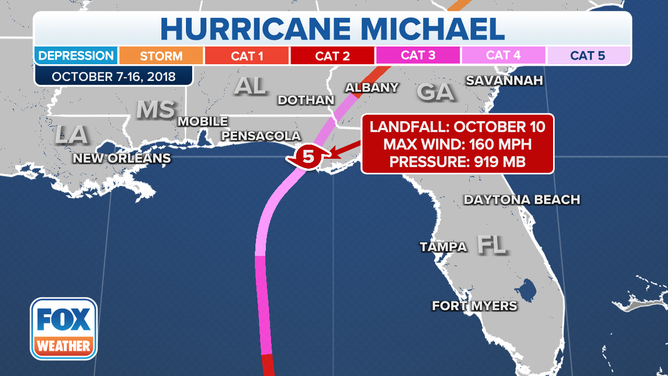 HURRICANE MICHAEL
DEPRESSION STORM CAT 1 CAT 2 CAT 3 CAT 4 CAT 5
OCTOBER 7-16, 2018
AL
ALBANY
SAVANNAH
DOTHAN
GA
MS
MOBILE
LA
PENSACOLA
NEW ORLEANS
5
LANDFALL: OCTOBER 10
MAX WIND: 160 MPH
PRESSURE: 919 MB
DAYTONA BEACH
TAMPA
FL
FORT MYERS
FOX
WEATHER